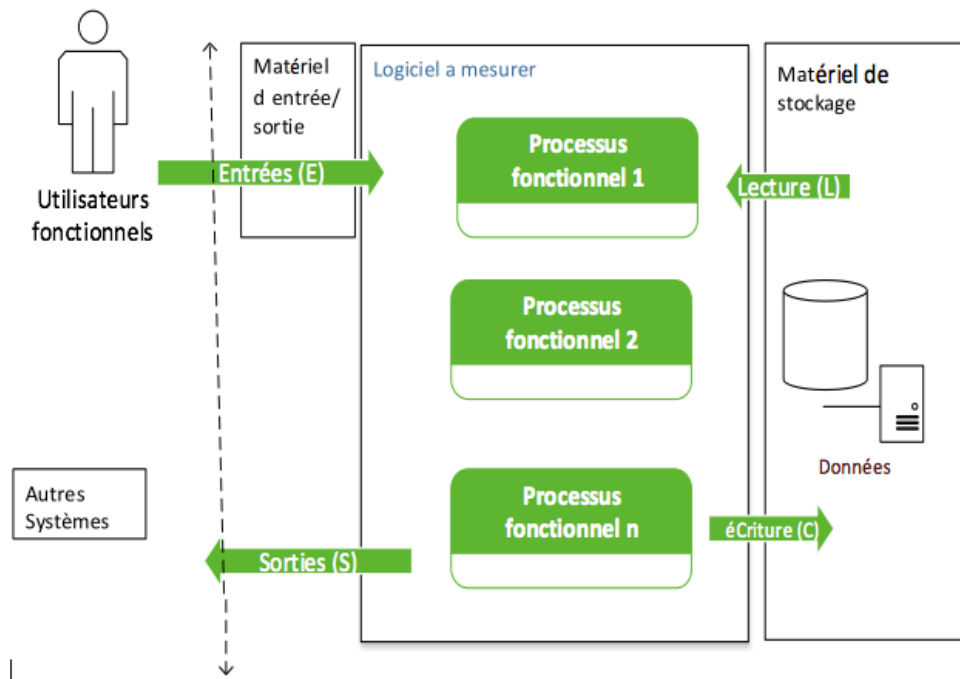 Matériel
d entrée/
sortie
Logiciel a mesurer
Matériel de
stockage
Processus
fonctionnel 1
Entrées (E)
Lecture (L)
Utilisateurs
fonctionnels
Processus
fonctionnel 2
Données
Autres
Systèmes
Processus
fonctionnel n
éCriture (C)
Sorties (S)